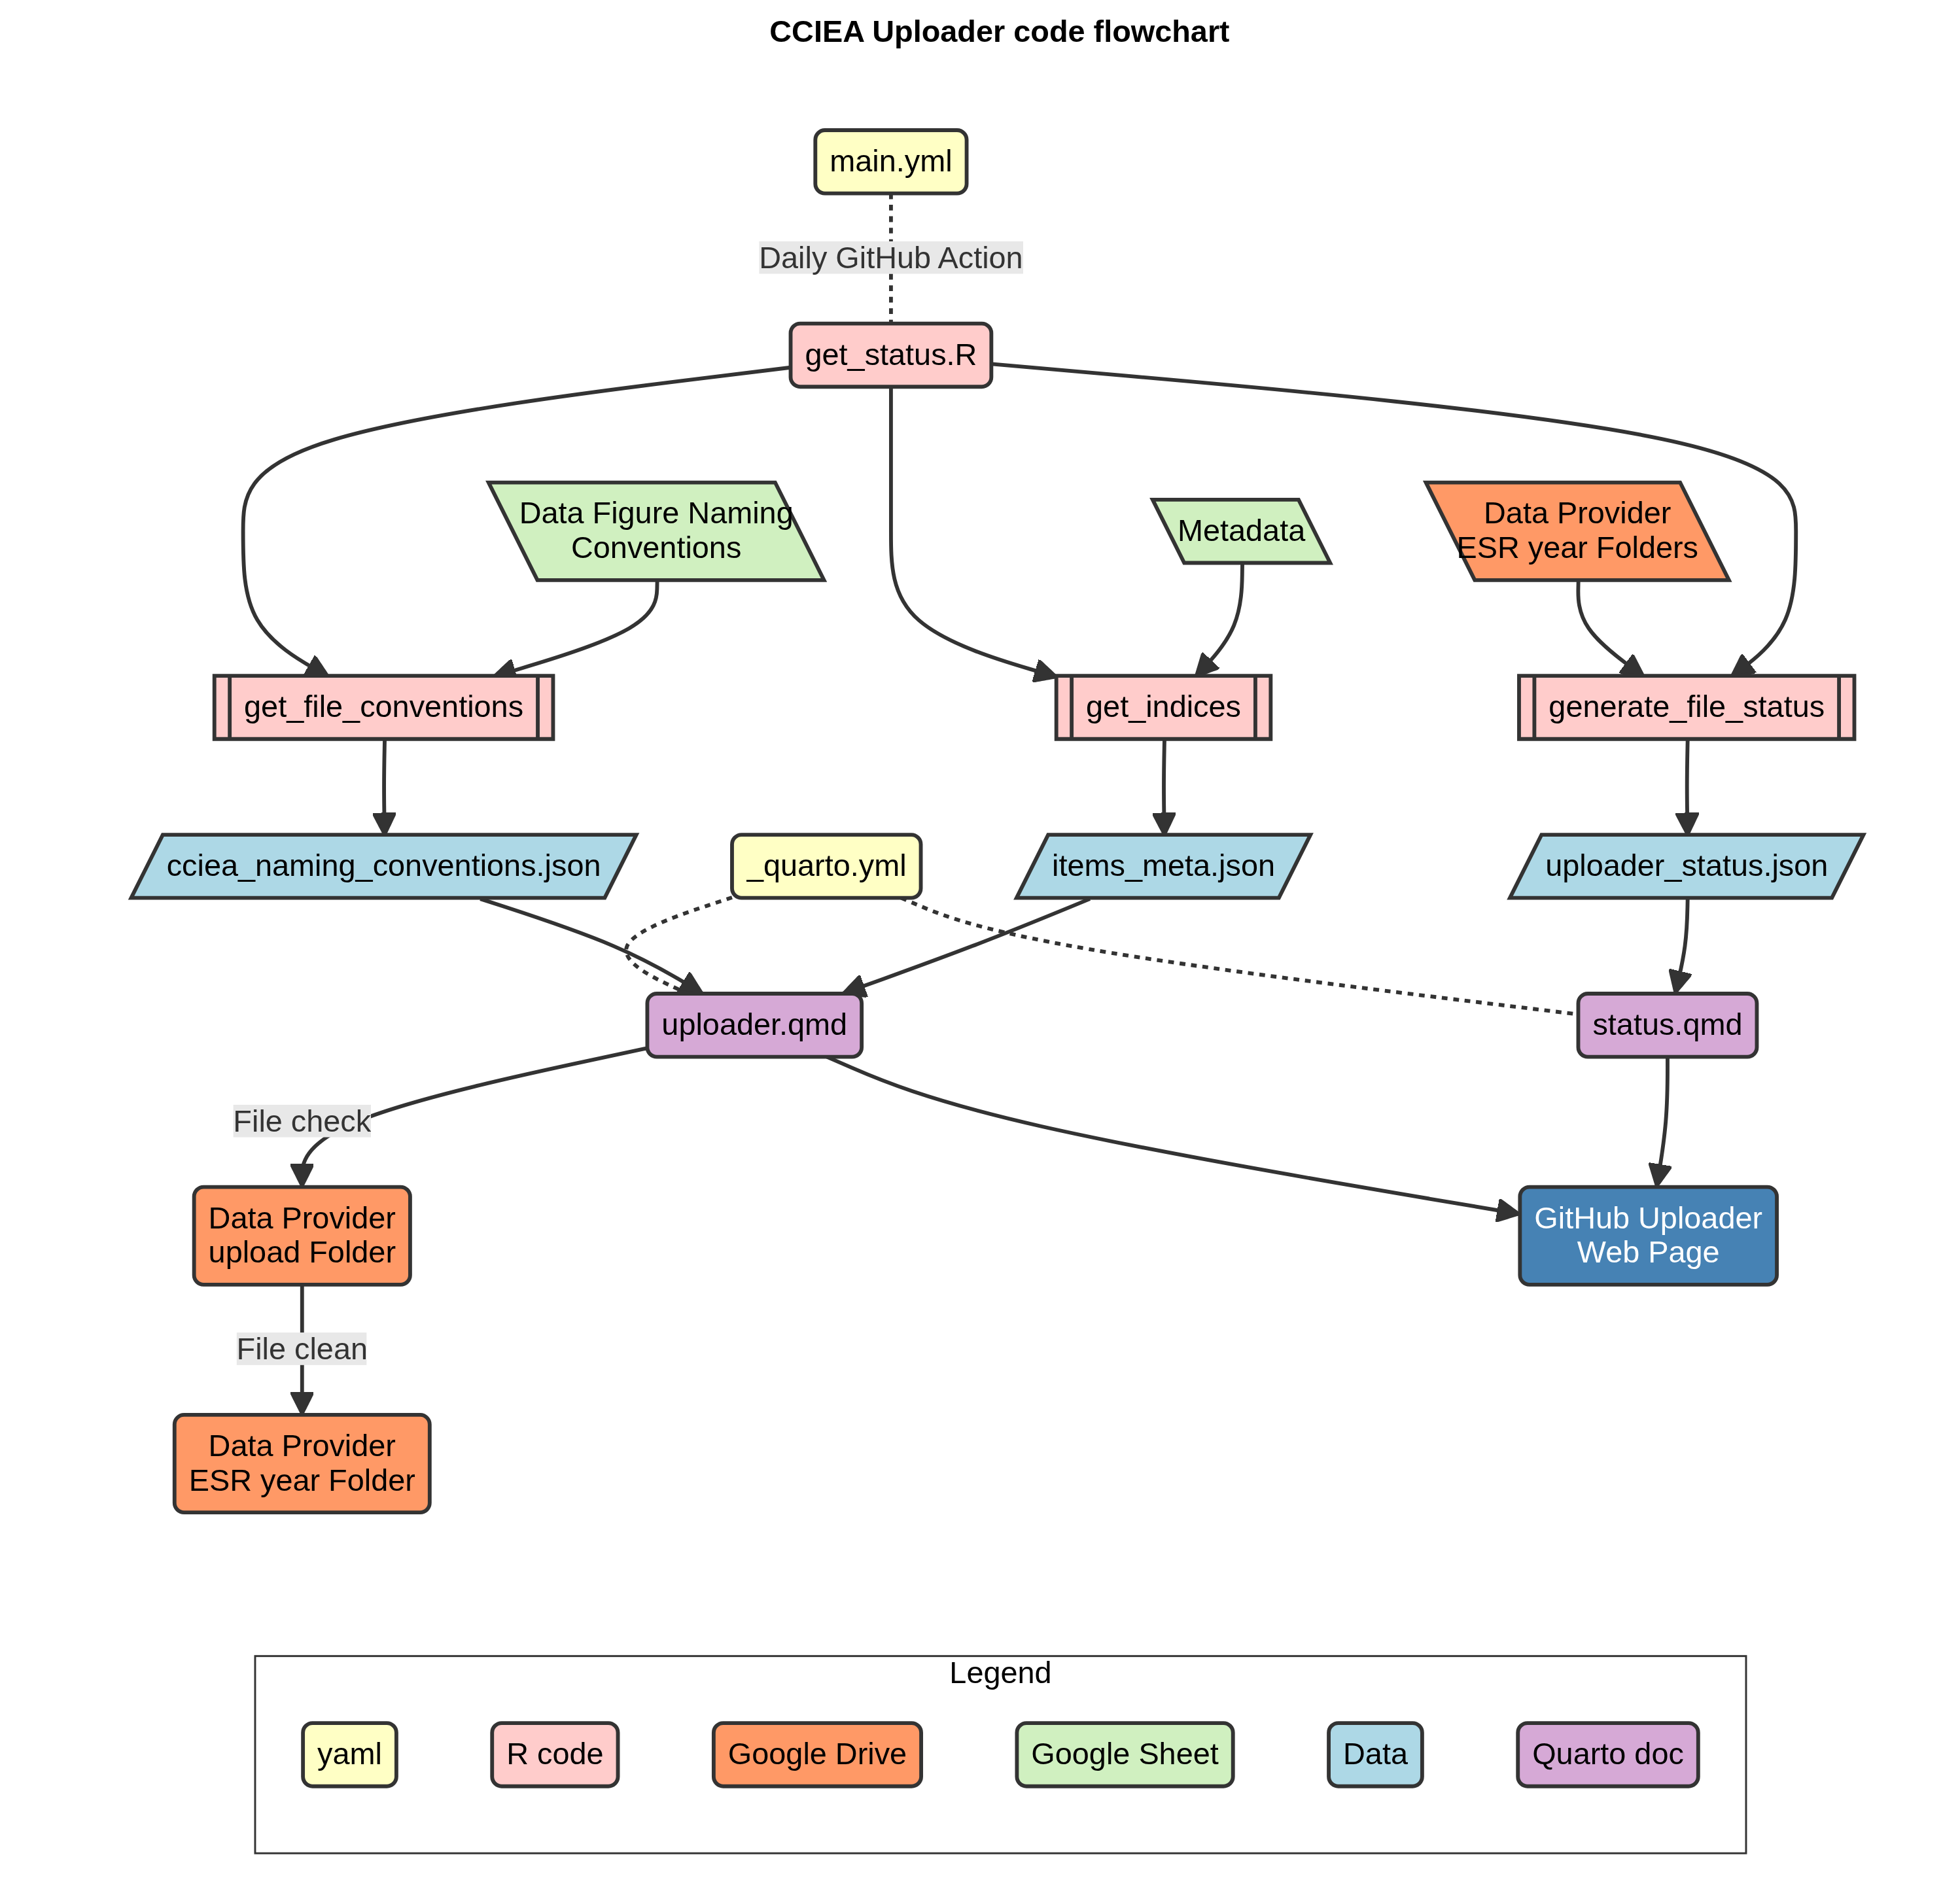 CCIEA Uploader code flowchart
main.yml
Daily GitHub Action
get_status.R
Data Figure Naming
Conventions
Metadata
Data Provider
ESR year Folders
get_file_conventions
get_indices
generate_file_status
cciea_naming_conventions.json
_quarto.yml
items_meta.json
uploader_status.json
uploader.qmd
status.qmd
File check
Data Provider
upload Folder
GitHub Uploader
Web Page
File clean
Data Provider
ESR year Folder
Legend
yaml
R code
Google Drive
Google Sheet
Data
Quarto doc